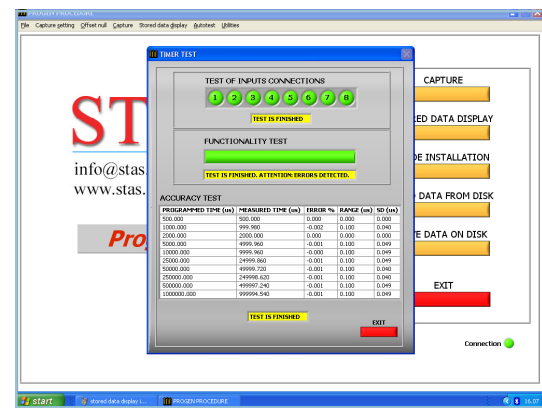 PROGEN PROCEDURE
File Capture setting Offset null Capture Stored data display Autotest Utilities
TIMER TEST
TEST OF INPUTS CONNECTIONS
1 2 3 4 5 6 7 8
TEST IS FINISHED
FUNCTIONALITY TEST
TEST IS FINISHED. ATTENTION: ERRORS DETECTED.
ACCURACY TEST
PROGRAMMED TIME (us) MEASURED TIME (us) ERROR % RANGE (us) SD (us)
500.000 500.000 0.000 0.000 0.000
1000.000 999.980 -0.002 0.100 0.040
2000.000 2000.000 0.000 0.000 0.000
5000.000 4999.960 -0.001 0.100 0.049
10000.000 9999.960 -0.000 0.100 0.049
25000.000 24999.860 -0.001 0.100 0.049
50000.000 49999.720 -0.001 0.100 0.040
250000.000 249998.620 -0.001 0.100 0.040
500000.000 499997.240 -0.001 0.100 0.049
1000000.000 999994.540 -0.001 0.100 0.049
TEST IS FINISHED
EXIT
ST
info@stas.
www.stas.
Pro
CAPTURE
ED DATA DISPLAY
DE INSTALLATION
DATA FROM DISK
E DATA ON DISK
EXIT
Connection
start
stored data display i...
PROGEN PROCEDURE
16.07